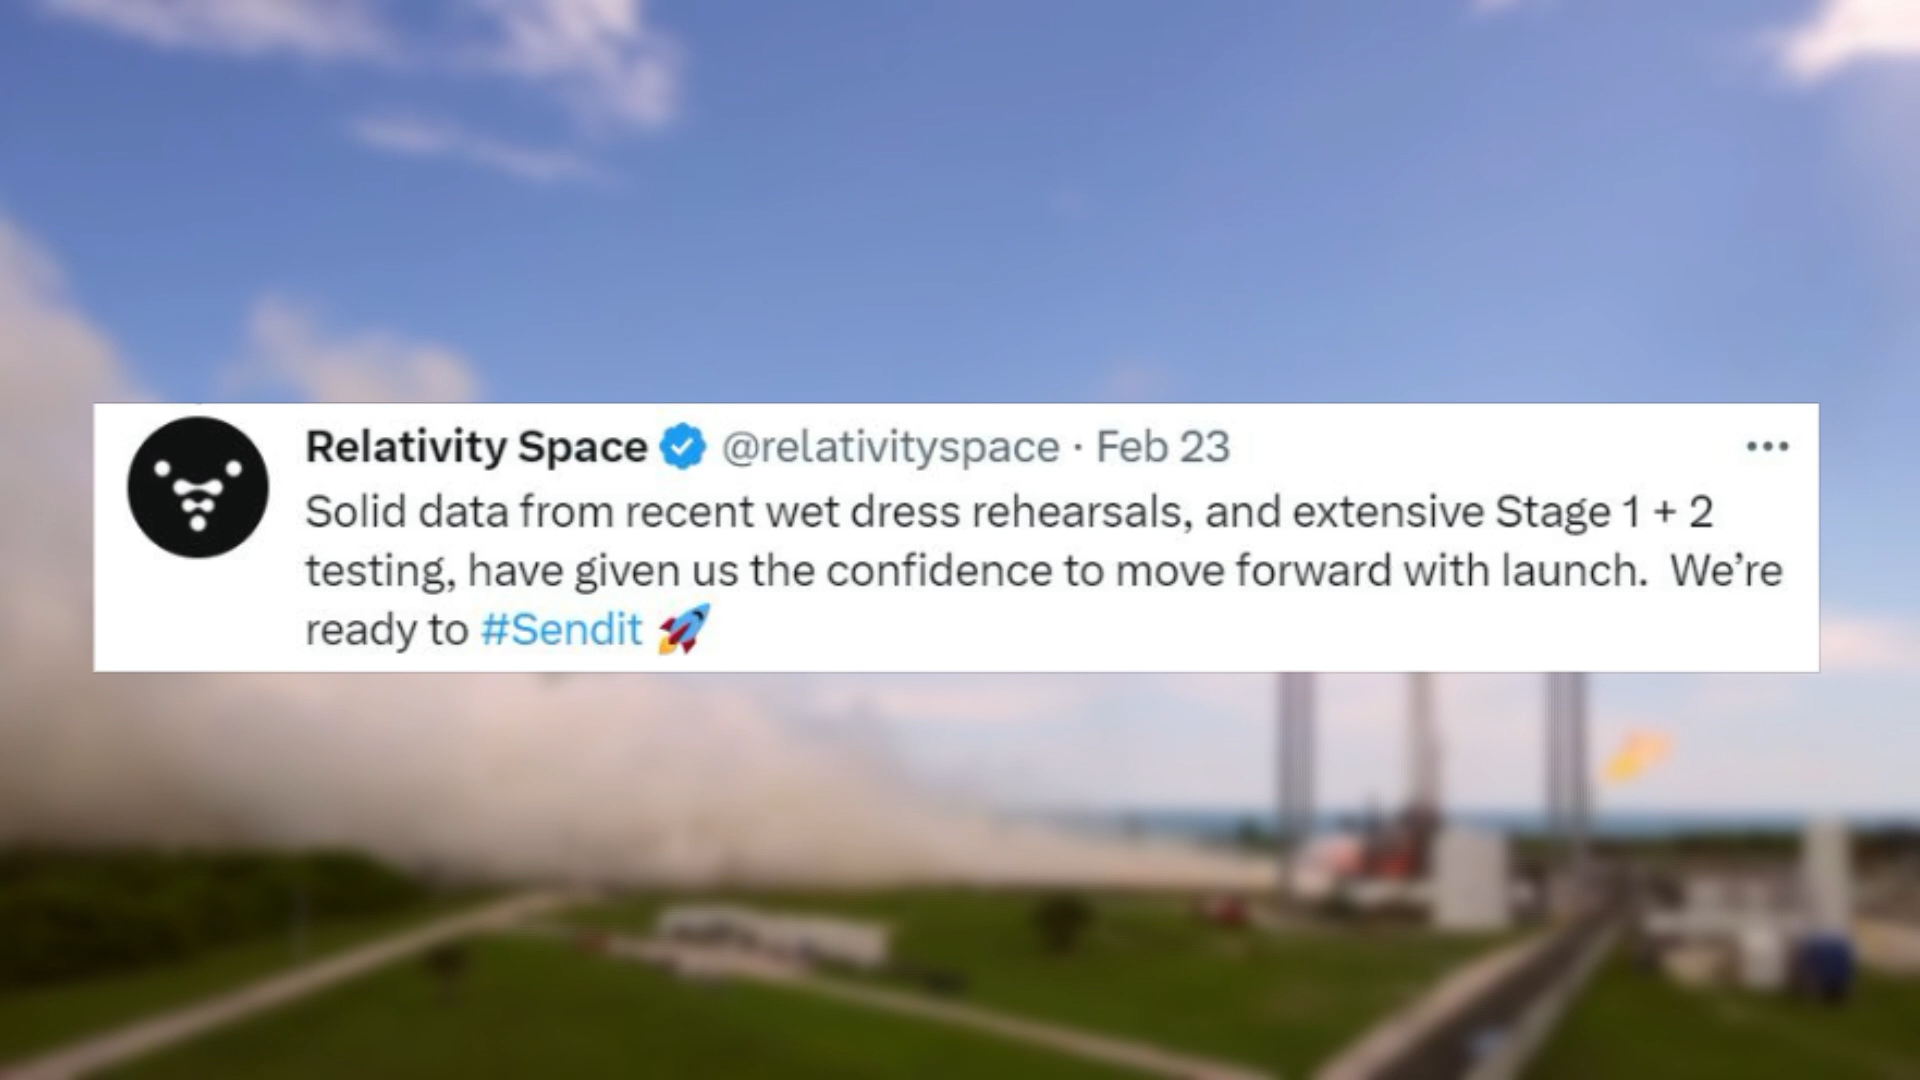 Relativity Space @relativityspace · Feb 23
Solid data from recent wet dress rehearsals, and extensive Stage 1 + 2
testing, have given us the confidence to move forward with launch.  We’re
ready to #Sendit 🚀